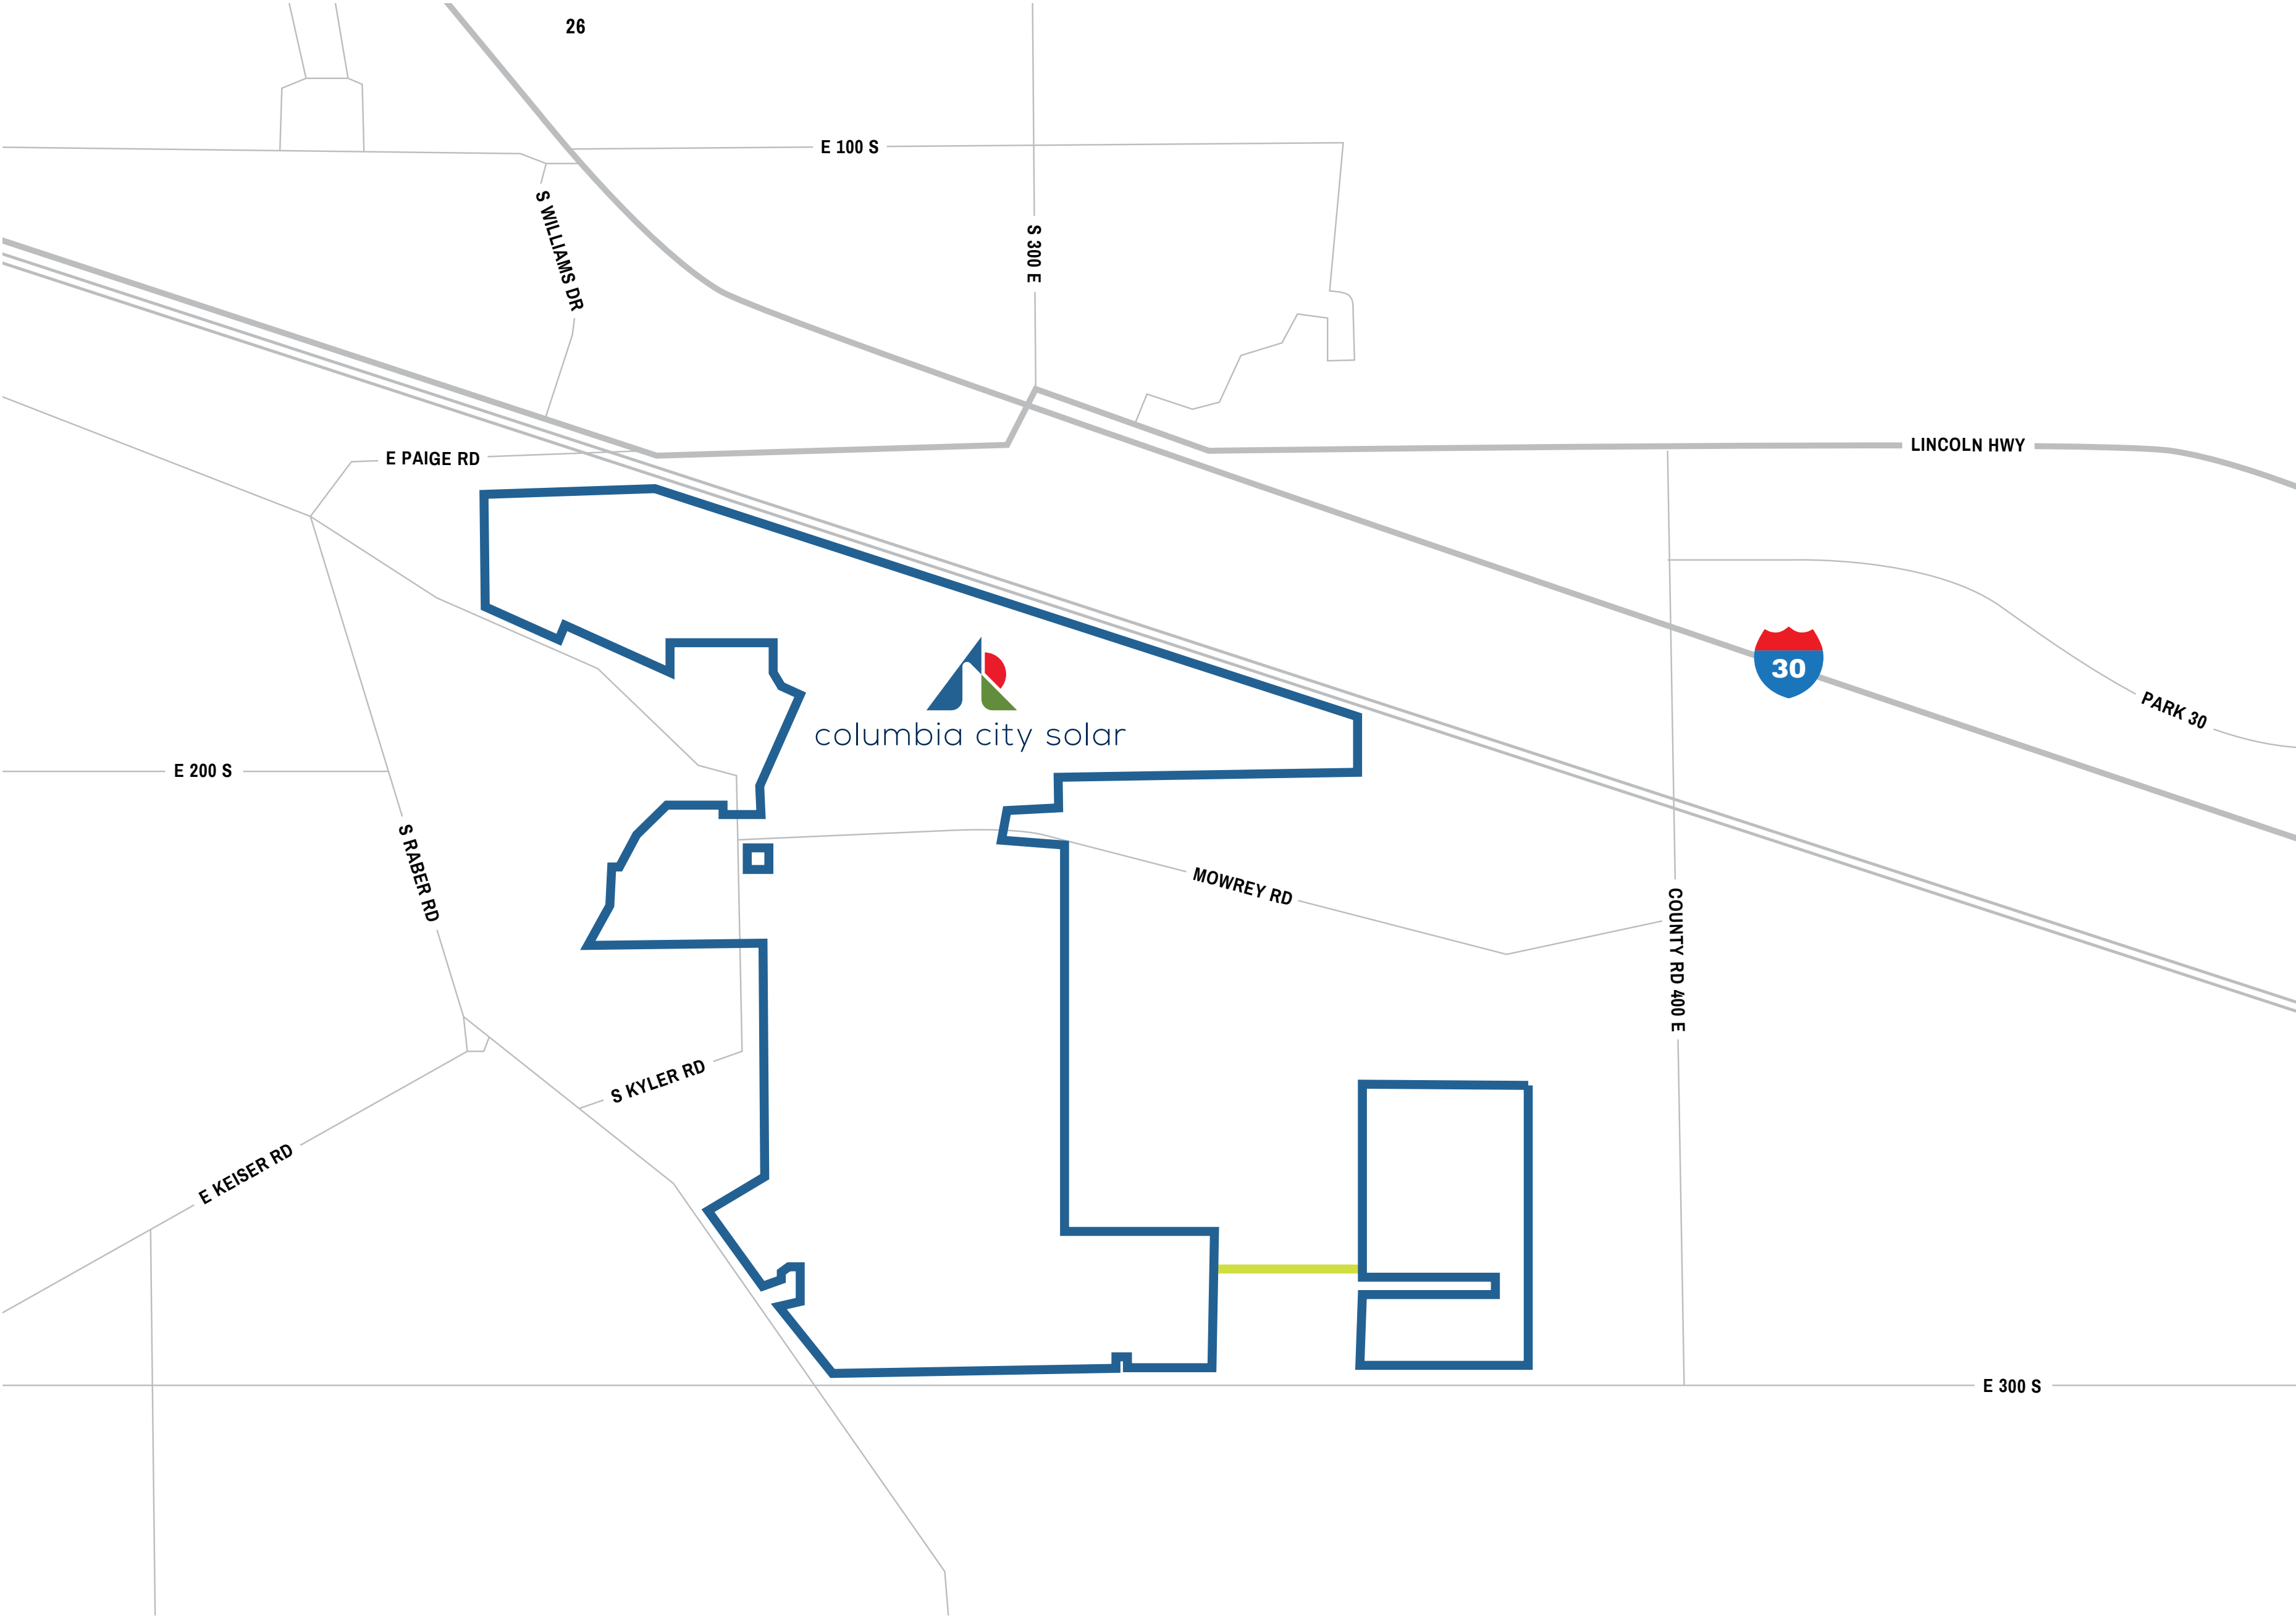 26
E 100 S
S WILLIAMS DR
S 300 E
LINCOLN HWY
E PAIGE RD
30
PARK 30
columbia city solar
E 200 S
S RABER RD
MOWREY RD
COUNTY RD 400 E
S KYLER RD
E KEISER RD
E 300 S